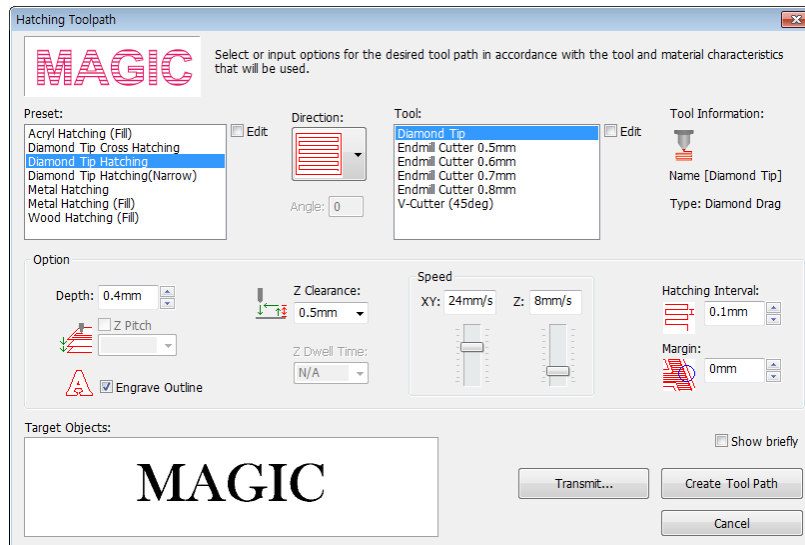 Hatching Toolpath
MAGIC
Select or input options for the desired tool path in accordance with the tool and material characteristics
that will be used.
Preset:
Edit
Acryl Hatching (Fill)
Diamond Tip Cross Hatching
Diamond Tip Hatching
Diamond Tip Hatching(Narrow)
Metal Hatching
Metal Hatching (Fill)
Wood Hatching (Fill)
Direction:
Angle: 0
Tool:
Edit
Diamond Tip
Endmill Cutter 0.5mm
Endmill Cutter 0.6mm
Endmill Cutter 0.7mm
Endmill Cutter 0.8mm
V-Cutter (45deg)
Tool Information:
Name [Diamond Tip]
Type: Diamond Drag
Option
Depth: 0.4mm
Z Pitch
Engrave Outline
Z Clearance:
0.5mm
Z Dwell Time:
N/A
Speed
XY: 24mm/s Z: 8mm/s
Hatching Interval:
0.1mm
Margin:
0mm
Target Objects:
MAGIC
Show briefly
Transmit...
Create Tool Path
Cancel